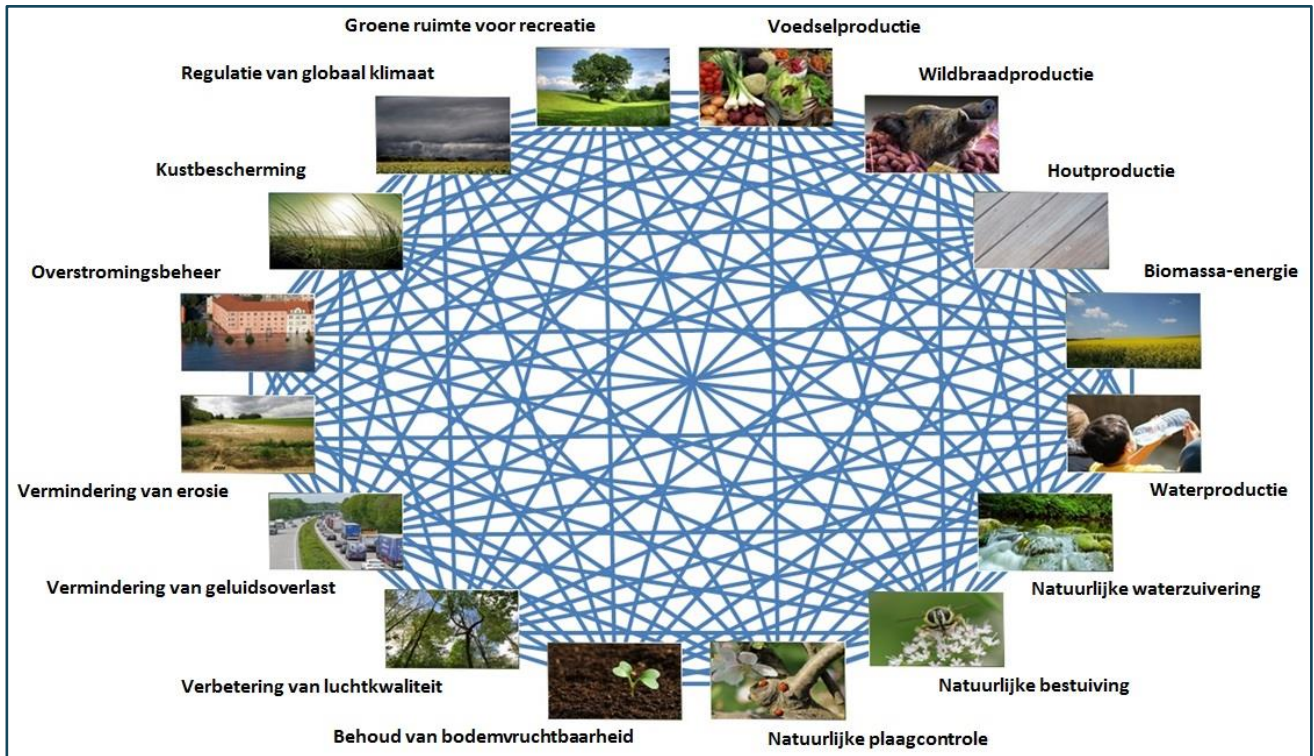 Groene ruimte voor recreatie
Voedselproductie
Regulatie van globaal klimaat
Wildbraadproductie
Kustbescherming
Houtproductie
Overstromingsbeheer
Biomassa-energie
Vermindering van erosie
Waterproductie
Vermindering van geluidsoverlast
Natuurlijke waterzuivering
Verbetering van luchtkwaliteit
Natuurlijke bestuiving
Behoud van bodemvruchtbaarheid
Natuurlijke plaagcontrole